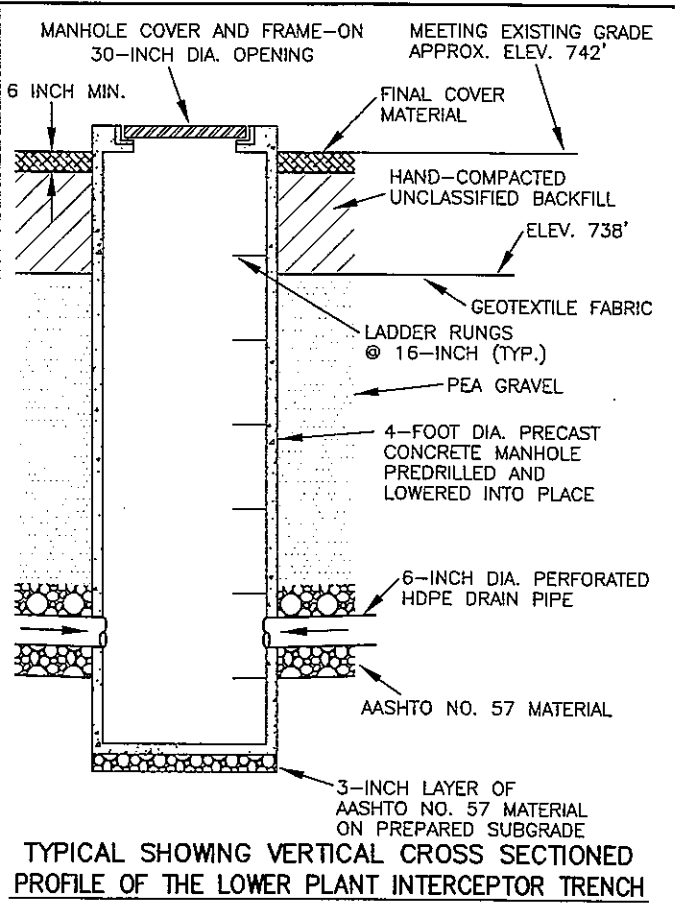 MANHOLE COVER AND FRAME-ON
30-INCH DIA. OPENING
MEETING EXISTING GRADE
APPROX. ELEV. 742'
6 INCH MIN.
FINAL COVER
MATERIAL
HAND-COMPACTED
UNCLASSIFIED BACKFILL
ELEV. 738'
GEOTEXTILE FABRIC
LADDER RUNGS
@ 16-INCH (TYP.)
PEA GRAVEL
4-FOOT DIA. PRECAST
CONCRETE MANHOLE
PREDRILLED AND
LOWERED INTO PLACE
6-INCH DIA. PERFORATED
HDPE DRAIN PIPE
AASHTO NO. 57 MATERIAL
3-INCH LAYER OF
AASHTO NO. 57 MATERIAL
ON PREPARED SUBGRADE
TYPICAL SHOWING VERTICAL CROSS SECTIONED
PROFILE OF THE LOWER PLANT INTERCEPTOR TRENCH